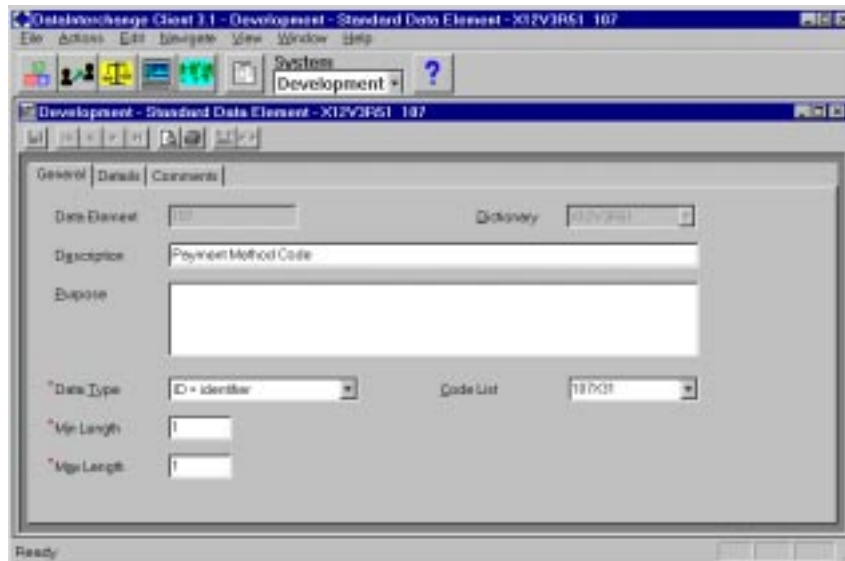 DataInterchange Client 3.1 - Development - Standard Data Element - X12V3R51 107
File Actions Edit Navigate View Window Help
System
Development
?
Development - Standard Data Element - X12V3R51 107
General Details Comments
Data Element 107 Dictionary X12V3R51
Description Payment Method Code
Purpose
*Data Type ID = identifier Code List
*Min Length 1
*Max Length 1
Ready